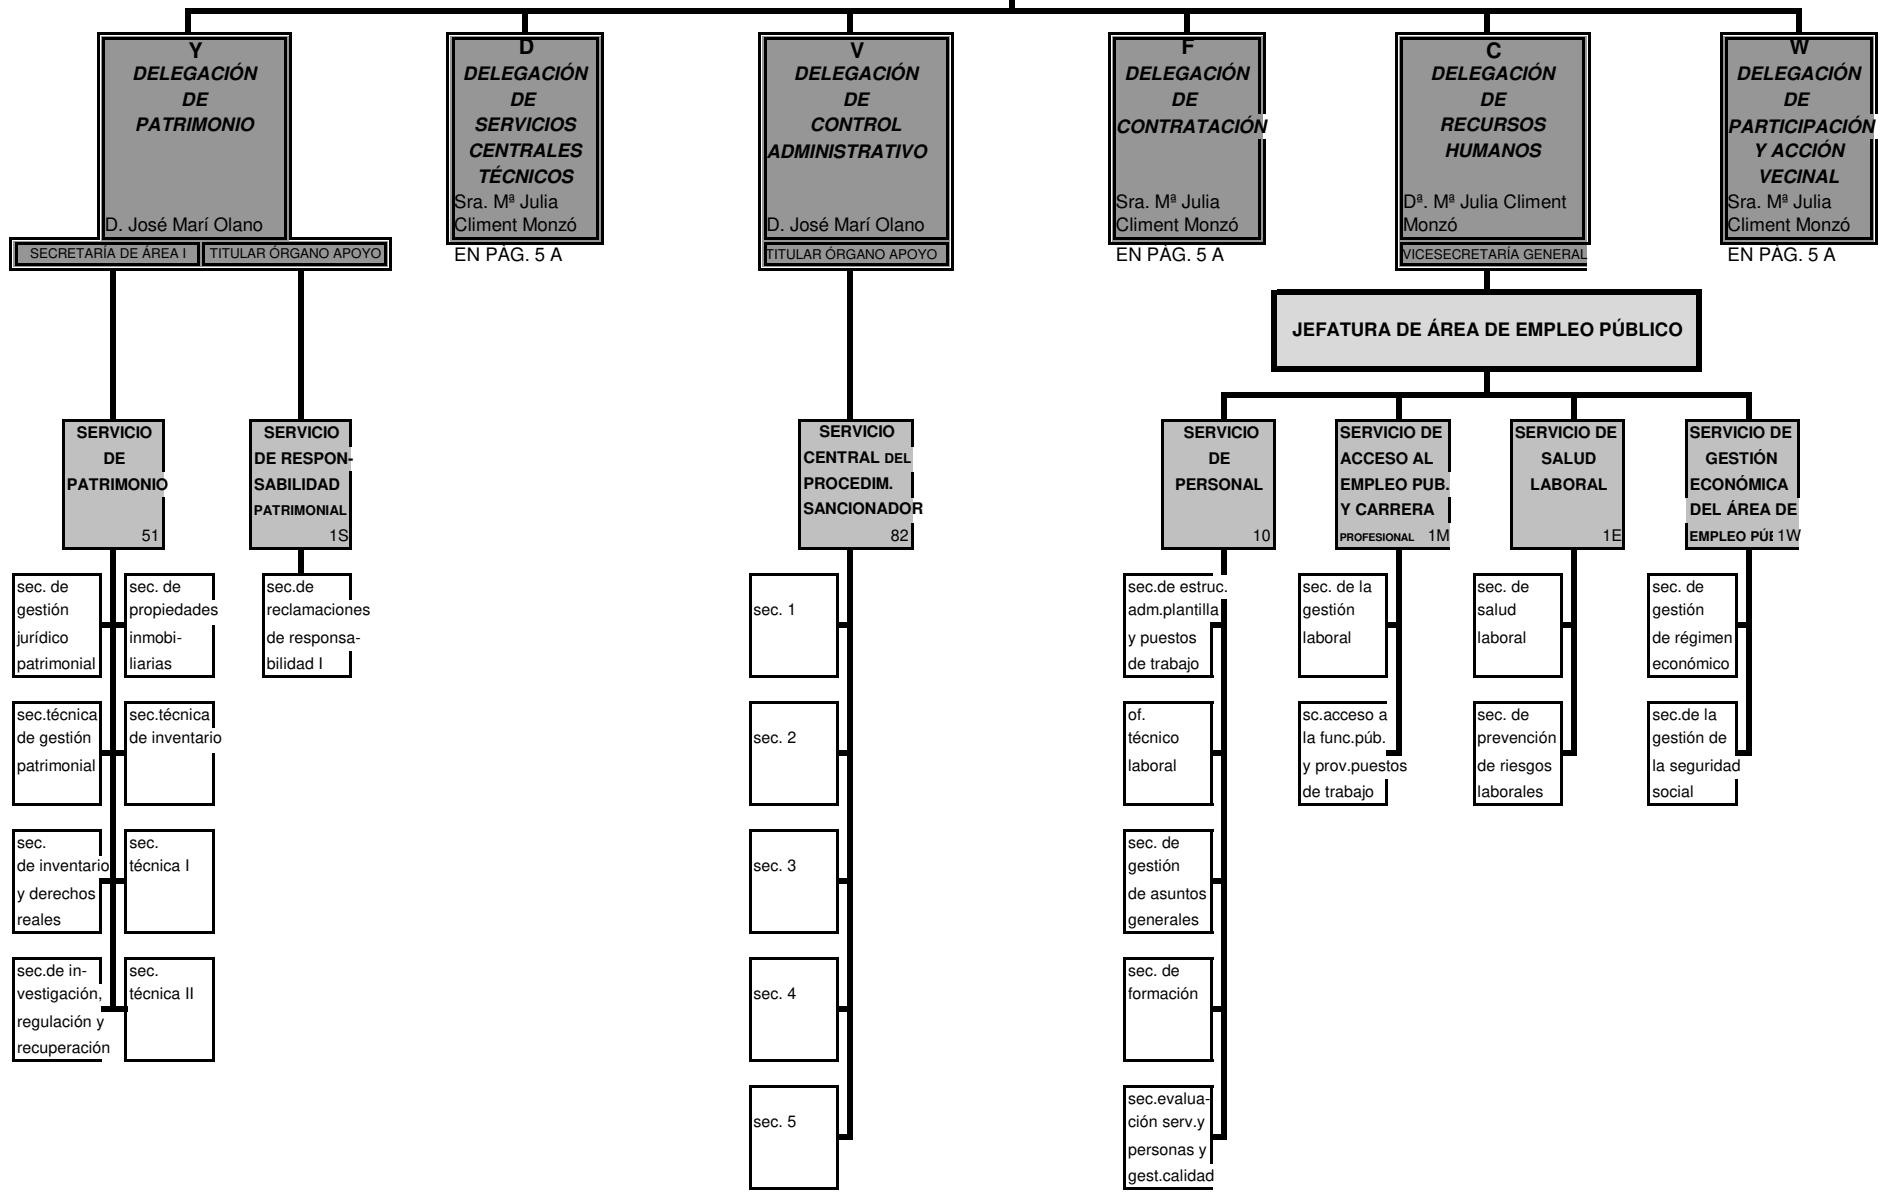 Y
DELEGACIÓN
DE
PATRIMONIO
D. José Marí Olano
SECRETARÍA DE ÁREA I
TITULAR ÓRGANO APOYO
D
DELEGACIÓN
DE
SERVICIOS
CENTRALES
TÉCNICOS
Sra. Mª Julia
Climent Monzó
EN PÁG. 5 A
V
DELEGACIÓN
DE
CONTROL
ADMINISTRATIVO
D. José Marí Olano
TITULAR ÓRGANO APOYO
F
DELEGACIÓN
DE
CONTRATACIÓN
Sra. Mª Julia
Climent Monzó
EN PÁG. 5 A
C
DELEGACIÓN
DE
RECURSOS
HUMANOS
Dª. Mª Julia Climent
Monzó
VICESECRETARÍA GENERAL
W
DELEGACIÓN
DE
PARTICIPACIÓN
Y ACCIÓN
VECINAL
Sra. Mª Julia
Climent Monzó
EN PÁG. 5 A
JEFATURA DE ÁREA DE EMPLEO PÚBLICO
SERVICIO
DE
PATRIMONIO
51
SERVICIO
DE RESPON-
SABILIDAD
PATRIMONIAL
1S
SERVICIO
CENTRAL DEL
PROCEDIM.
SANCIONADOR
82
SERVICIO
DE
PERSONAL
10
SERVICIO DE
ACCESO AL
EMPLEO PUB.
Y CARRERA
PROFESIONAL 1M
SERVICIO DE
SALUD
LABORAL
1E
SERVICIO DE
GESTIÓN
ECONÓMICA
DEL ÁREA DE
EMPLEO PÚE 1W
sec. de
gestión
jurídico
patrimonial
sec. de
propiedades
inmobi-
liarias
sec.técnica
de gestión
patrimonial
sec.técnica
de inventario
sec.
de inventario
y derechos
reales
sec.
técnica I
sec.de in-
vestigación,
regulación y
recuperación
sec.
técnica II
sec.de
reclamaciones
de responsa-
bilidad I
sec. 1
sec. 2
sec. 3
sec. 4
sec. 5
sec.de estruc.
adm.plantilla
y puestos
de trabajo
of.
técnico
laboral
sec. de
gestión
de asuntos
generales
sec. de
formación
sec.evalua-
ción serv.y
personas y
gest.calidad
sec. de la
gestión
laboral
sc.acceso a
la func.púb.
y prov.puestos
de trabajo
sec. de
salud
laboral
sec. de
prevención
de riesgos
laborales
sec. de
gestión
de régimen
económico
sec.de la
gestión de
la seguridad
social